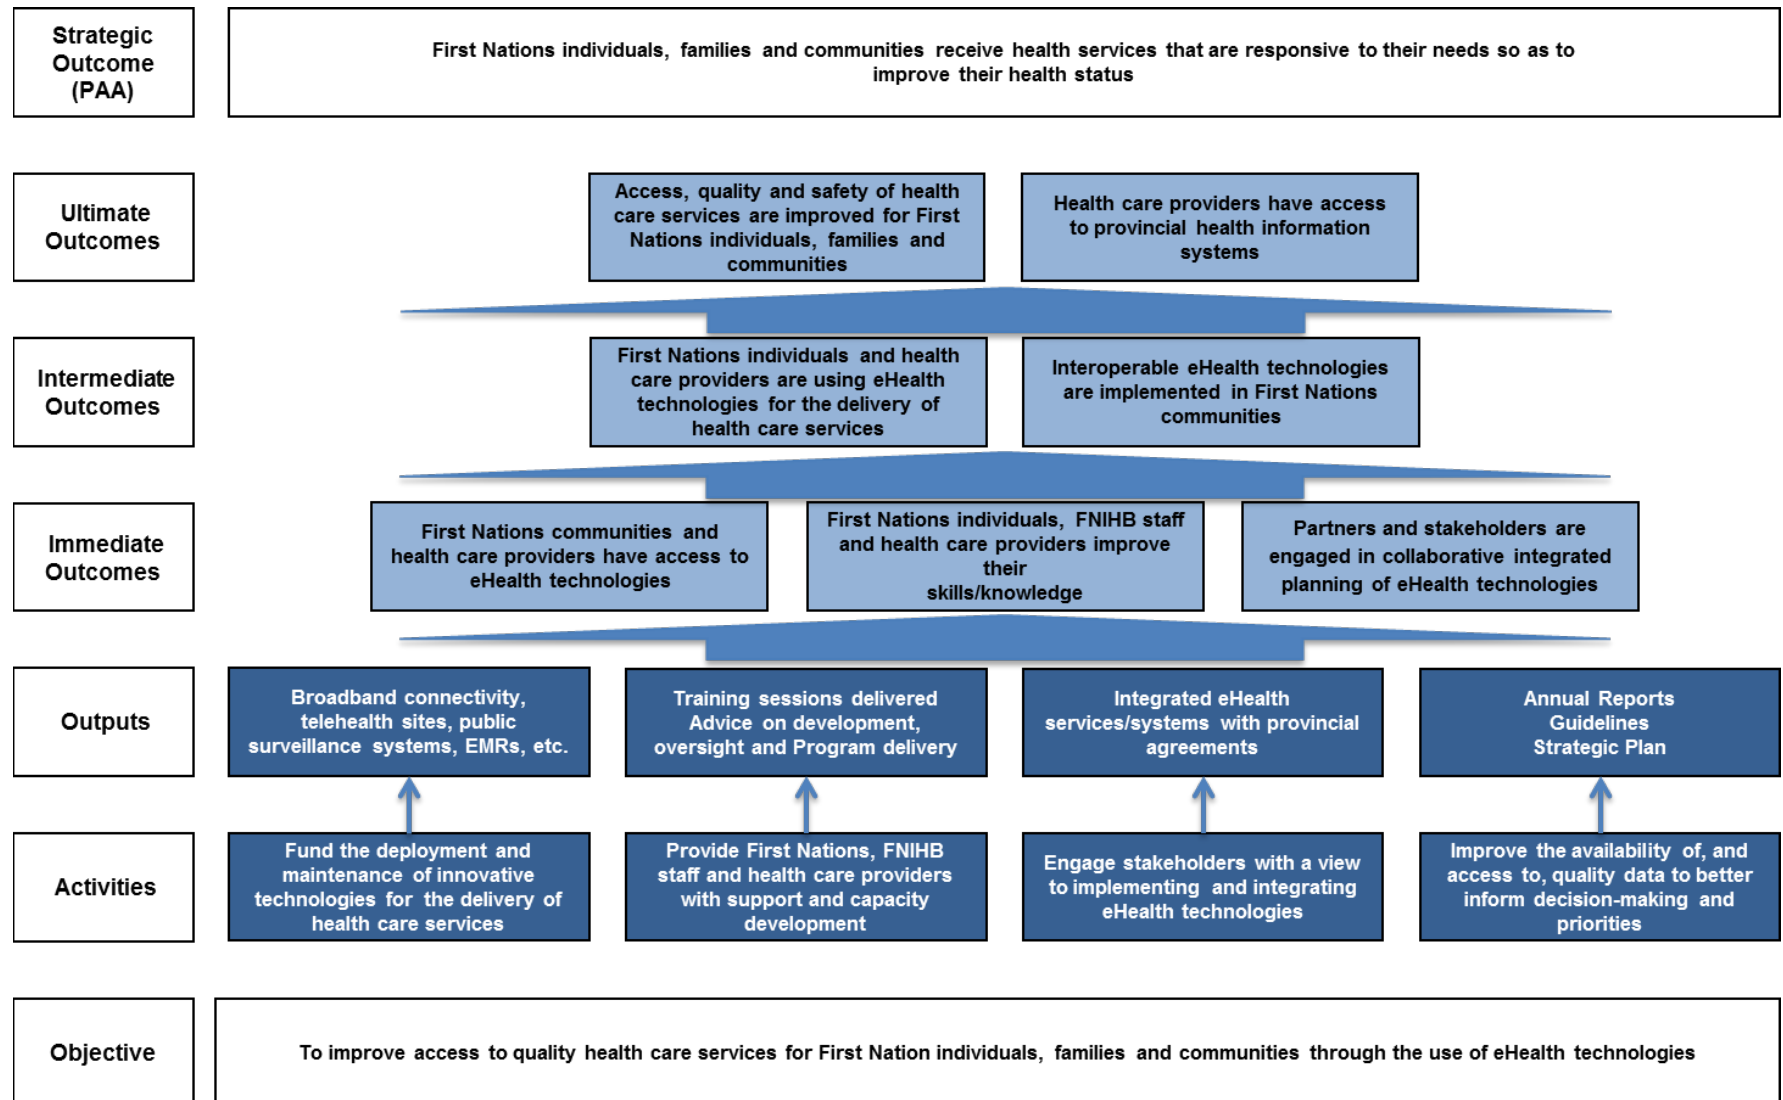 Strategic
Outcome
(PAA)
First Nations individuals, families and communities receive health services that are responsive to their needs so as to
improve their health status
Ultimate
Outcomes
Access, quality and safety of health
care services are improved for First
Nations individuals, families and
communities
Health care providers have access
to provincial health information
systems
Intermediate
Outcomes
First Nations individuals and health
care providers are using eHealth
technologies for the delivery of
health care services
Interoperable eHealth technologies
are implemented in First Nations
communities
Immediate
Outcomes
First Nations communities and
health care providers have access to
eHealth technologies
First Nations individuals, FNIHB staff
and health care providers improve
their
skills/knowledge
Partners and stakeholders are
engaged in collaborative integrated
planning of eHealth technologies
Outputs
Broadband connectivity,
telehealth sites, public
surveillance systems, EMRs, etc.
Training sessions delivered
Advice on development,
oversight and Program delivery
Integrated eHealth
services/systems with provincial
agreements
Annual Reports
Guidelines
Strategic Plan
Activities
Fund the deployment and
maintenance of innovative
technologies for the delivery of
health care services
Provide First Nations, FNIHB
staff and health care providers
with support and capacity
development
Engage stakeholders with a view
to implementing and integrating
eHealth technologies
Improve the availability of, and
access to, quality data to better
inform decision-making and
priorities
Objective
To improve access to quality health care services for First Nation individuals, families and communities through the use of eHealth technologies